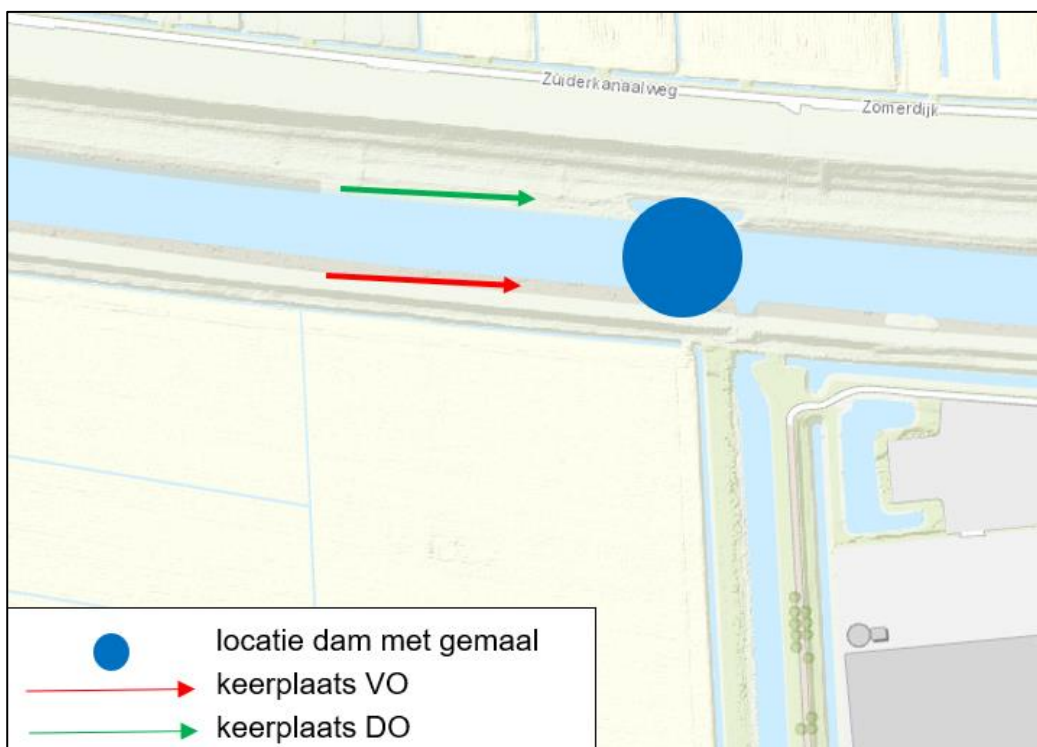 Zuiderkanaalweg
Zomerdijk
locatie dam met gemaal
keerplaats VO
keerplaats DO